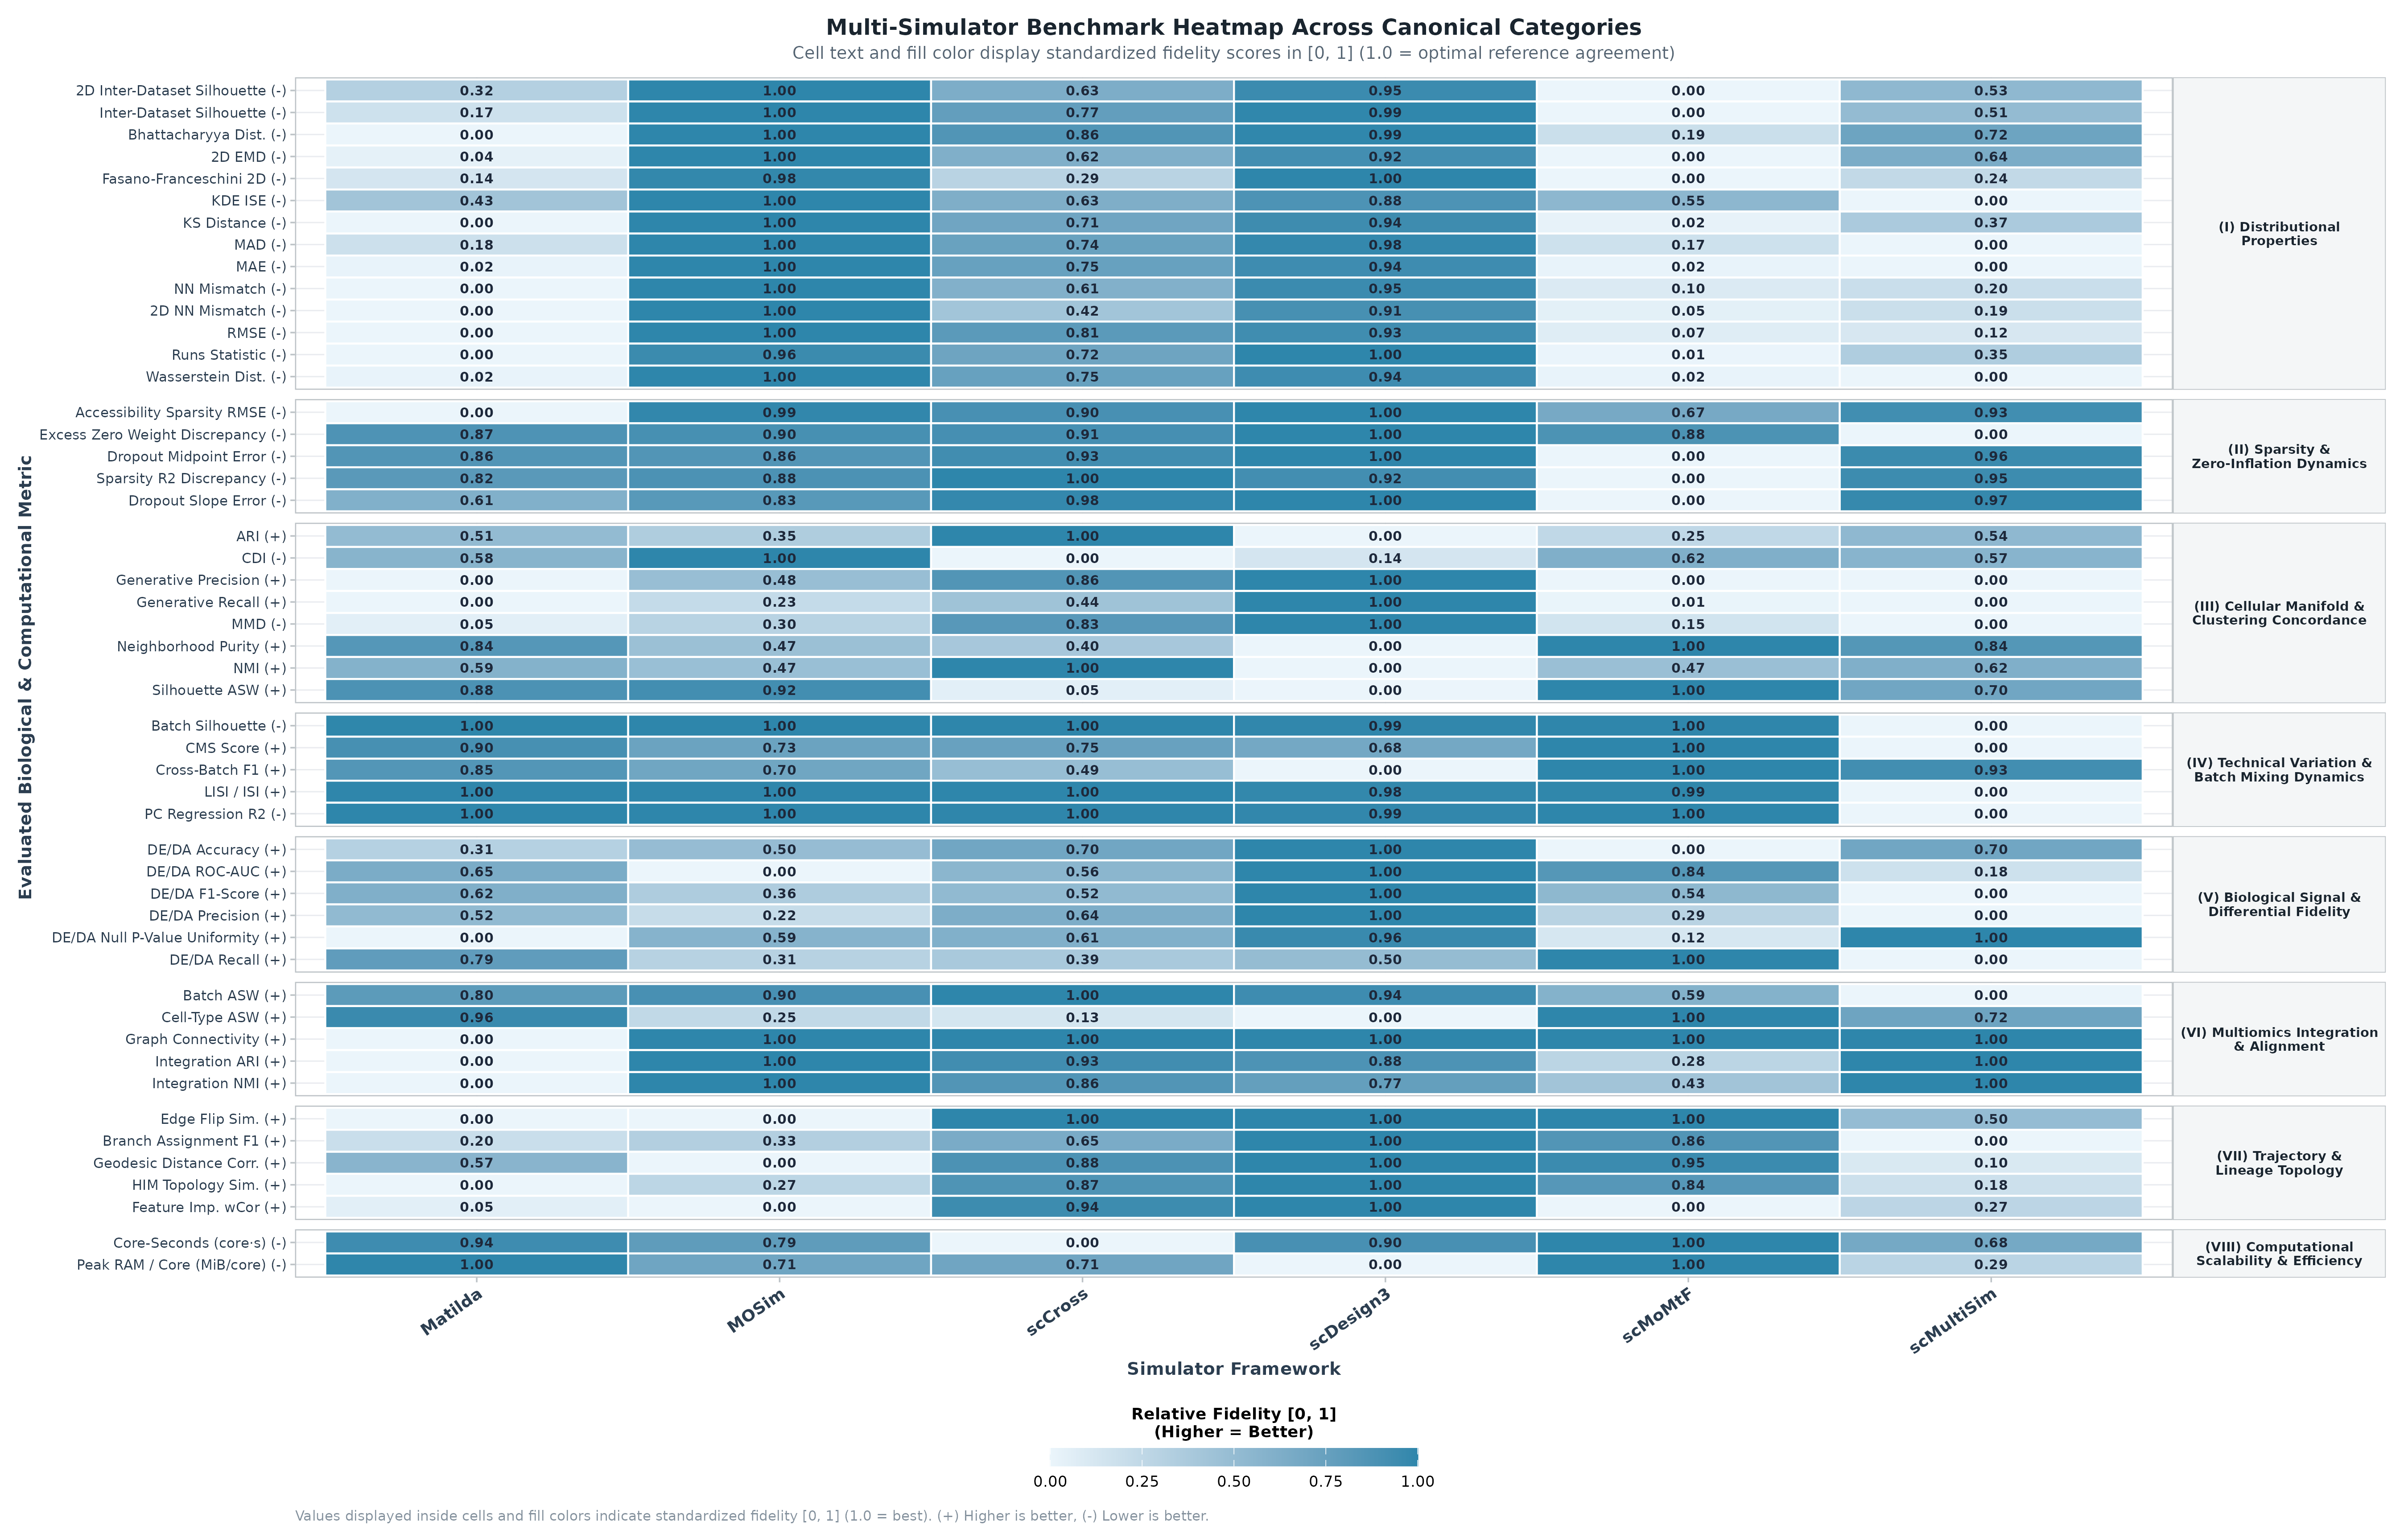 Multi-Simulator Benchmark Heatmap Across Canonical Categories
Cell text and fill color display standardized fidelity scores in [0, 1] (1.0 = optimal reference agreement)
Evaluated Biological & Computational Metric
2D Inter-Dataset Silhouette (-) 0.32 1.00 0.63 0.95 0.00 0.53
Inter-Dataset Silhouette (-) 0.17 1.00 0.77 0.99 0.00 0.51
Bhattacharyya Dist. (-) 0.00 1.00 0.86 0.99 0.19 0.72
2D EMD (-) 0.04 1.00 0.62 0.92 0.00 0.64
Fasano-Franceschini 2D (-) 0.14 0.98 0.29 1.00 0.00 0.24
KDE ISE (-) 0.43 1.00 0.63 0.88 0.55 0.00
KS Distance (-) 0.00 1.00 0.71 0.94 0.02 0.37
MAD (-) 0.18 1.00 0.74 0.98 0.17 0.00
MAE (-) 0.02 1.00 0.75 0.94 0.02 0.00
NN Mismatch (-) 0.00 1.00 0.61 0.95 0.10 0.20
2D NN Mismatch (-) 0.00 1.00 0.42 0.91 0.05 0.19
RMSE (-) 0.00 1.00 0.81 0.93 0.07 0.12
Runs Statistic (-) 0.00 0.96 0.72 1.00 0.01 0.35
Wasserstein Dist. (-) 0.02 1.00 0.75 0.94 0.02 0.00
(I) Distributional
Properties
Accessibility Sparsity RMSE (-) 0.00 0.99 0.90 1.00 0.67 0.93
Excess Zero Weight Discrepancy (-) 0.87 0.90 0.91 1.00 0.88 0.00
Dropout Midpoint Error (-) 0.86 0.86 0.93 1.00 0.00 0.96
Sparsity R2 Discrepancy (-) 0.82 0.88 1.00 0.92 0.00 0.95
Dropout Slope Error (-) 0.61 0.83 0.98 1.00 0.00 0.97
(II) Sparsity &
Zero-Inflation Dynamics
ARI (+) 0.51 0.35 1.00 0.00 0.25 0.54
CDI (-) 0.58 1.00 0.00 0.14 0.62 0.57
Generative Precision (+) 0.00 0.48 0.86 1.00 0.00 0.00
Generative Recall (+) 0.00 0.23 0.44 1.00 0.01 0.00
MMD (-) 0.05 0.30 0.83 1.00 0.15 0.00
Neighborhood Purity (+) 0.84 0.47 0.40 0.00 1.00 0.84
NMI (+) 0.59 0.47 1.00 0.00 0.47 0.62
Silhouette ASW (+) 0.88 0.92 0.05 0.00 1.00 0.70
(III) Cellular Manifold &
Clustering Concordance
Batch Silhouette (-) 1.00 1.00 1.00 0.99 1.00 0.00
CMS Score (+) 0.90 0.73 0.75 0.68 1.00 0.00
Cross-Batch F1 (+) 0.85 0.70 0.49 0.00 1.00 0.93
LISI / ISI (+) 1.00 1.00 1.00 0.98 0.99 0.00
PC Regression R2 (-) 1.00 1.00 1.00 0.99 1.00 0.00
(IV) Technical Variation &
Batch Mixing Dynamics
DE/DA Accuracy (+) 0.31 0.50 0.70 1.00 0.00 0.70
DE/DA ROC-AUC (+) 0.65 0.00 0.56 1.00 0.84 0.18
DE/DA F1-Score (+) 0.62 0.36 0.52 1.00 0.54 0.00
DE/DA Precision (+) 0.52 0.22 0.64 1.00 0.29 0.00
DE/DA Null P-Value Uniformity (+) 0.00 0.59 0.61 0.96 0.12 1.00
DE/DA Recall (+) 0.79 0.31 0.39 0.50 1.00 0.00
(V) Biological Signal &
Differential Fidelity
Batch ASW (+) 0.80 0.90 1.00 0.94 0.59 0.00
Cell-Type ASW (+) 0.96 0.25 0.13 0.00 1.00 0.72
Graph Connectivity (+) 0.00 1.00 1.00 1.00 1.00 1.00
Integration ARI (+) 0.00 1.00 0.93 0.88 0.28 1.00
Integration NMI (+) 0.00 1.00 0.86 0.77 0.43 1.00
(VI) Multiomics Integration
& Alignment
Edge Flip Sim. (+) 0.00 0.00 1.00 1.00 1.00 0.50
Branch Assignment F1 (+) 0.20 0.33 0.65 1.00 0.86 0.00
Geodesic Distance Corr. (+) 0.57 0.00 0.88 1.00 0.95 0.10
HIM Topology Sim. (+) 0.00 0.27 0.87 1.00 0.84 0.18
Feature Imp. wCor (+) 0.05 0.00 0.94 1.00 0.00 0.27
(VII) Trajectory &
Lineage Topology
Core-Seconds (core·s) (-) 0.94 0.79 0.00 0.90 1.00 0.68
Peak RAM / Core (MiB/core) (-) 1.00 0.71 0.71 0.00 1.00 0.29
(VIII) Computational
Scalability & Efficiency
Matilda MOSim scCross scDesign3 scMoMtF scMultiSim
Simulator Framework
Relative Fidelity [0, 1]
(Higher = Better)
0.00 0.25 0.50 0.75 1.00
Values displayed inside cells and fill colors indicate standardized fidelity [0, 1] (1.0 = best). (+) Higher is better, (-) Lower is better.